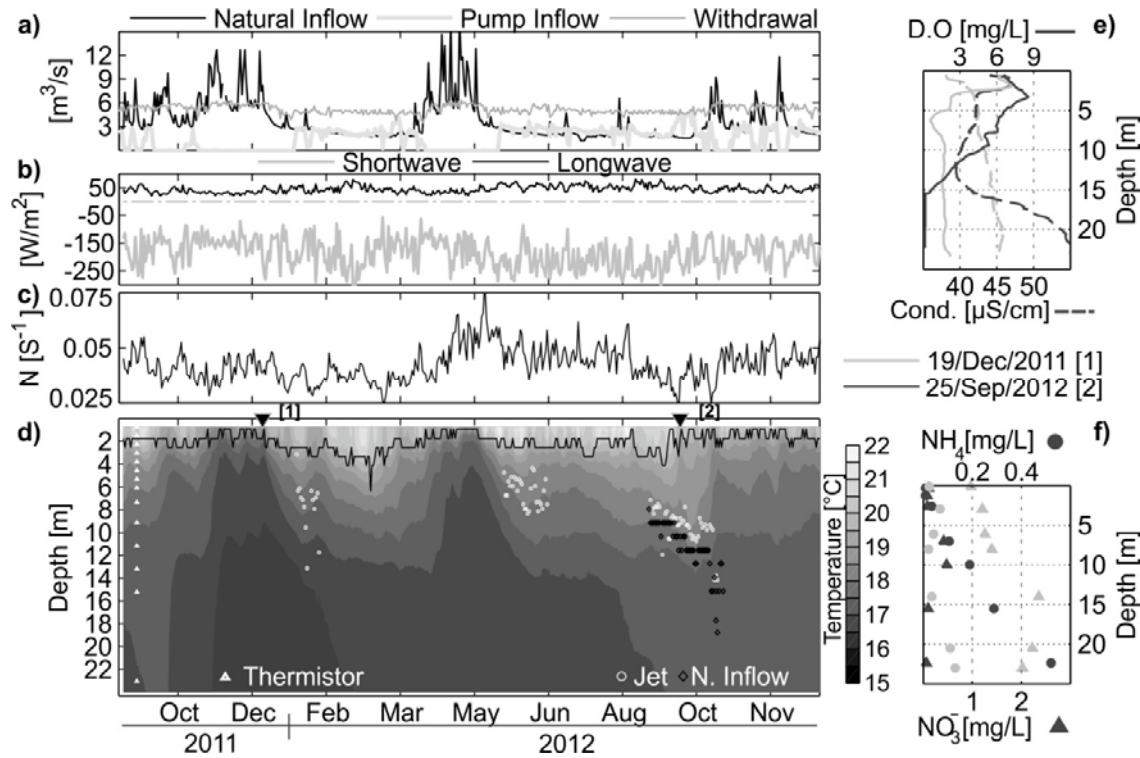 a)
Natural Inflow
Pump Inflow
Withdrawal
[m³/s]
12
9
6
3
b)
Shortwave
Longwave
[W/m²]
50
-50
-150
-250
c)
N [S⁻¹]
0.075
0.05
0.025
d)
[1]
[2]
Depth [m]
2
4
6
8
10
12
14
16
18
20
22
Thermistor
Jet
N. Inflow
Oct
Dec
Feb
Mar
May
Jun
Aug
Oct
Nov
2011
2012
Temperature [°C]
22
21
20
19
18
17
16
15
e)
D.O [mg/L]
3
6
9
Depth [m]
5
10
15
20
40
45
50
Cond. [µS/cm]
19/Dec/2011 [1]
25/Sep/2012 [2]
f)
NH₄[mg/L]
0.2
0.4
Depth [m]
5
10
15
20
1
2
NO₃⁻[mg/L]